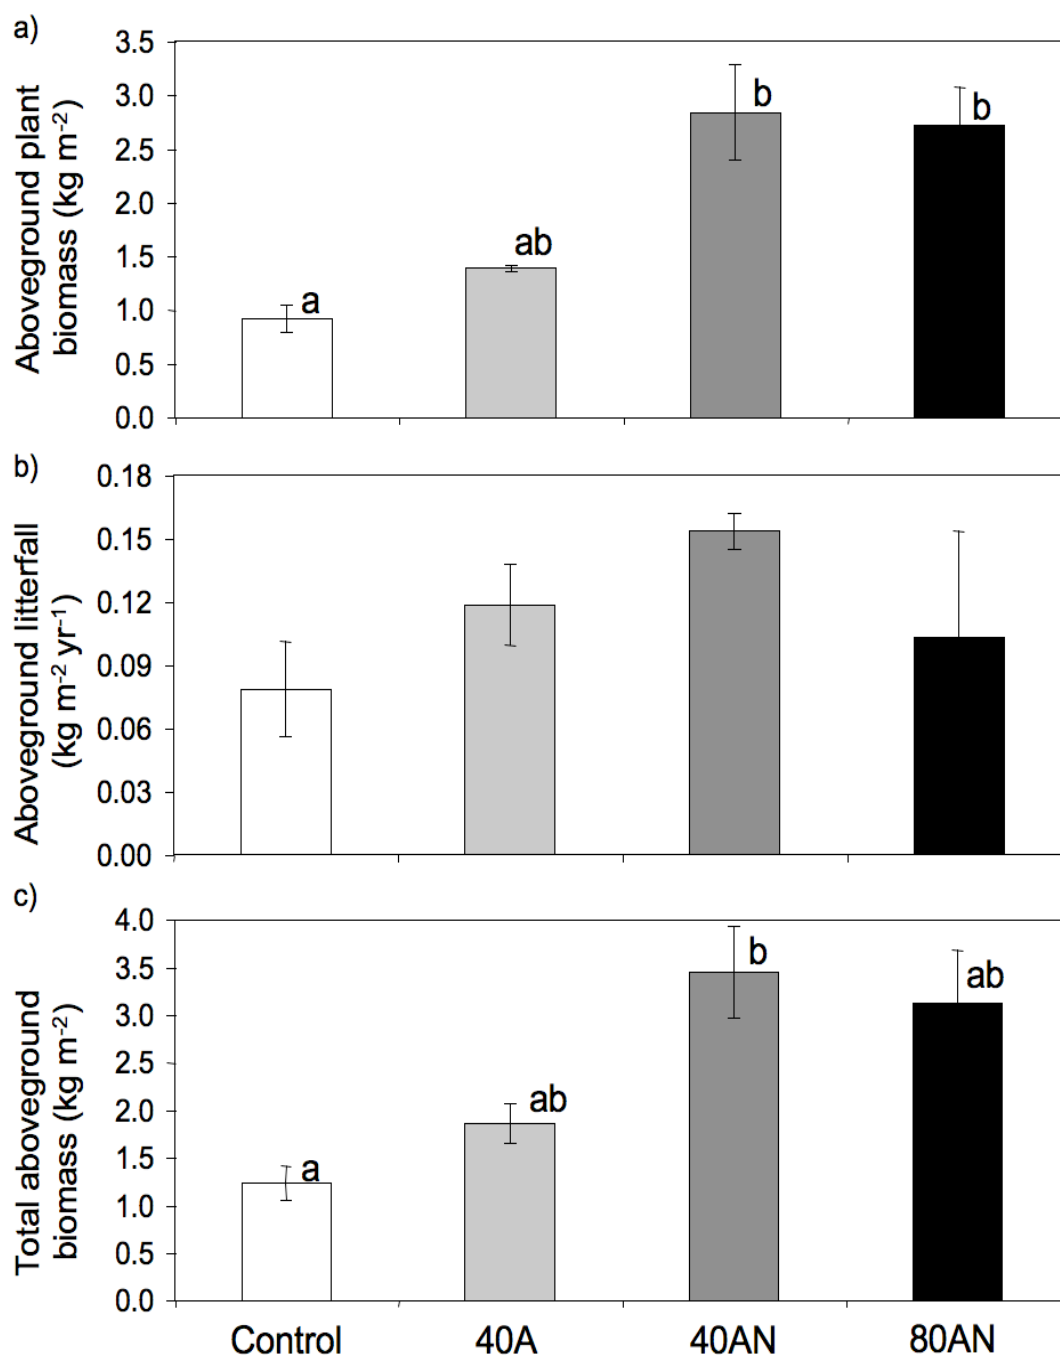 a)
Aboveground plant
biomass (kg m-2)
3.5
3.0
2.5
2.0
1.5
1.0
0.5
0.0
a
ab
b
b
b)
Aboveground litterfall
(kg m-2 yr-1)
0.18
0.15
0.12
0.09
0.06
0.03
0.00
c)
Total aboveground
biomass (kg m-2)
4.0
3.5
3.0
2.5
2.0
1.5
1.0
0.5
0.0
a
ab
b
ab
Control 40A 40AN 80AN